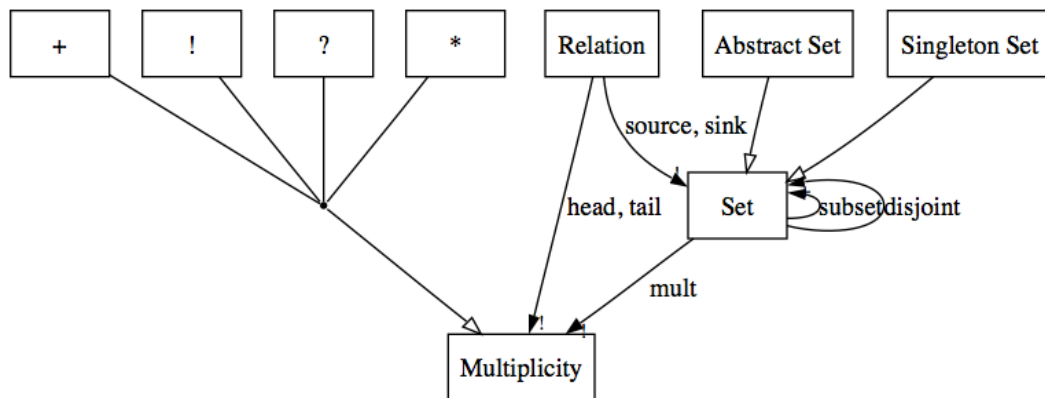 +
!
?
*
Relation
Abstract Set
Singleton Set
source, sink
!
head, tail
Set
subset
disjoint
mult
!
!
Multiplicity